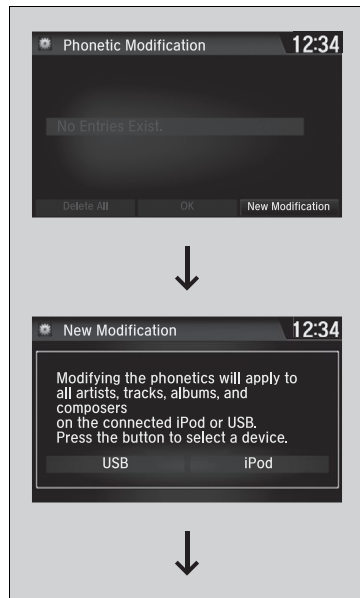 Phonetic Modification 12:34
No Entries Exist.
Delete All OK New Modification
New Modification 12:34
Modifying the phonetics will apply to
all artists, tracks, albums, and
composers
on the connected iPod or USB.
Press the button to select a device.
USB iPod